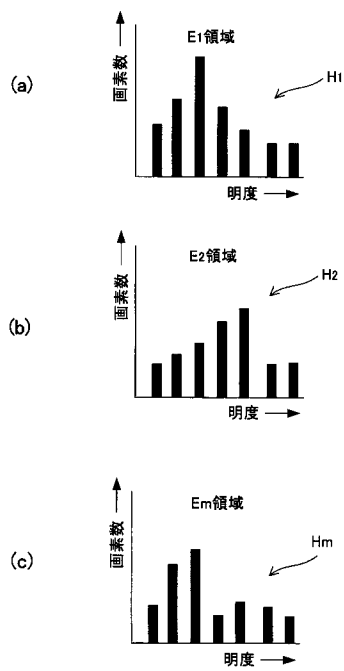 (a)
E1領域
H1
画素数
明度
(b)
E2領域
H2
画素数
明度
(c)
Em領域
Hm
画素数
明度